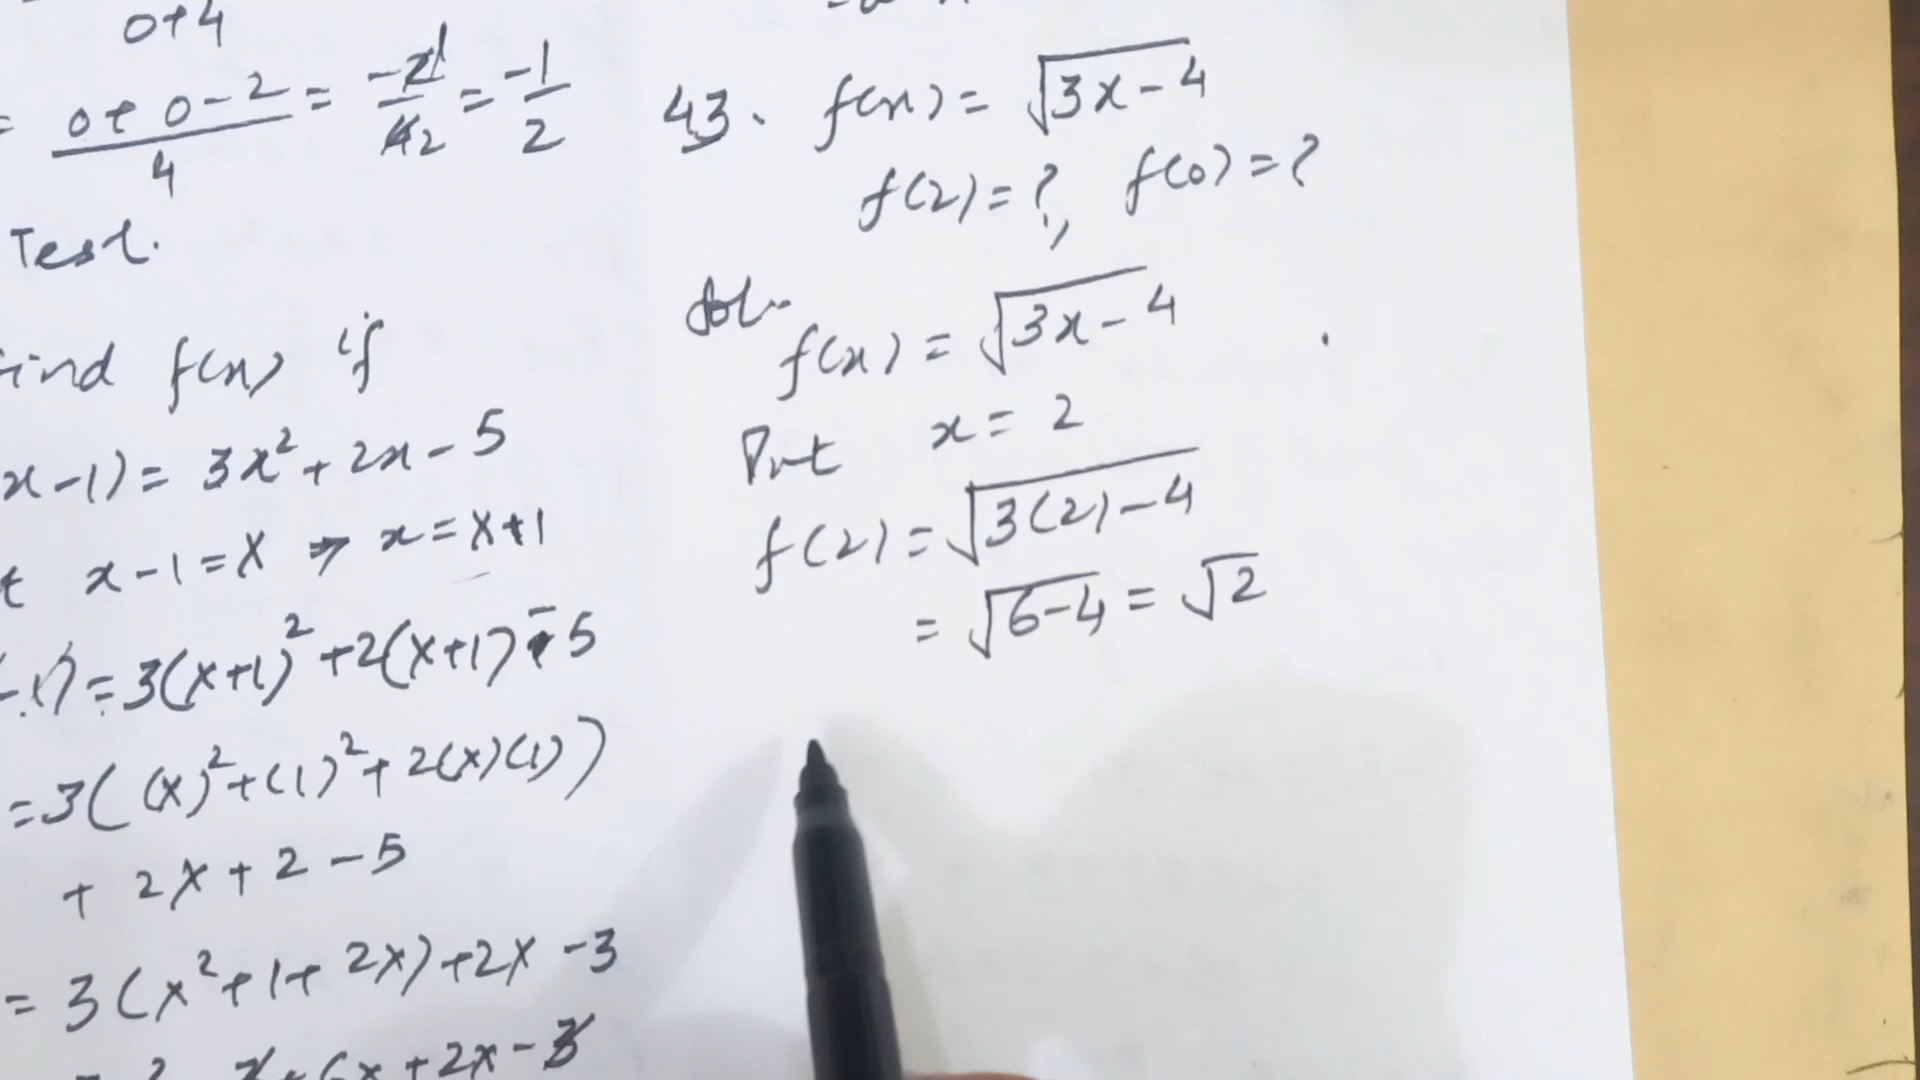 0+4
= 0+0-2/4 = -2/4 2 = -1/2
Test.
find f(x) if
x-1) = 3x²+2x-5
x-1=X ⇒ x=X+1
= 3(X+1)²+2(X+1)-5
= 3((X)²+(1)²+2(X)(1))
+ 2X+2-5
= 3(X²+1+2X)+2X-3
43. f(x) = √3x-4
f(2)=?, f(0)=?
Sol.
f(x) = √3x-4
Put x = 2
f(2) = √3(2)-4
= √6-4 = √2